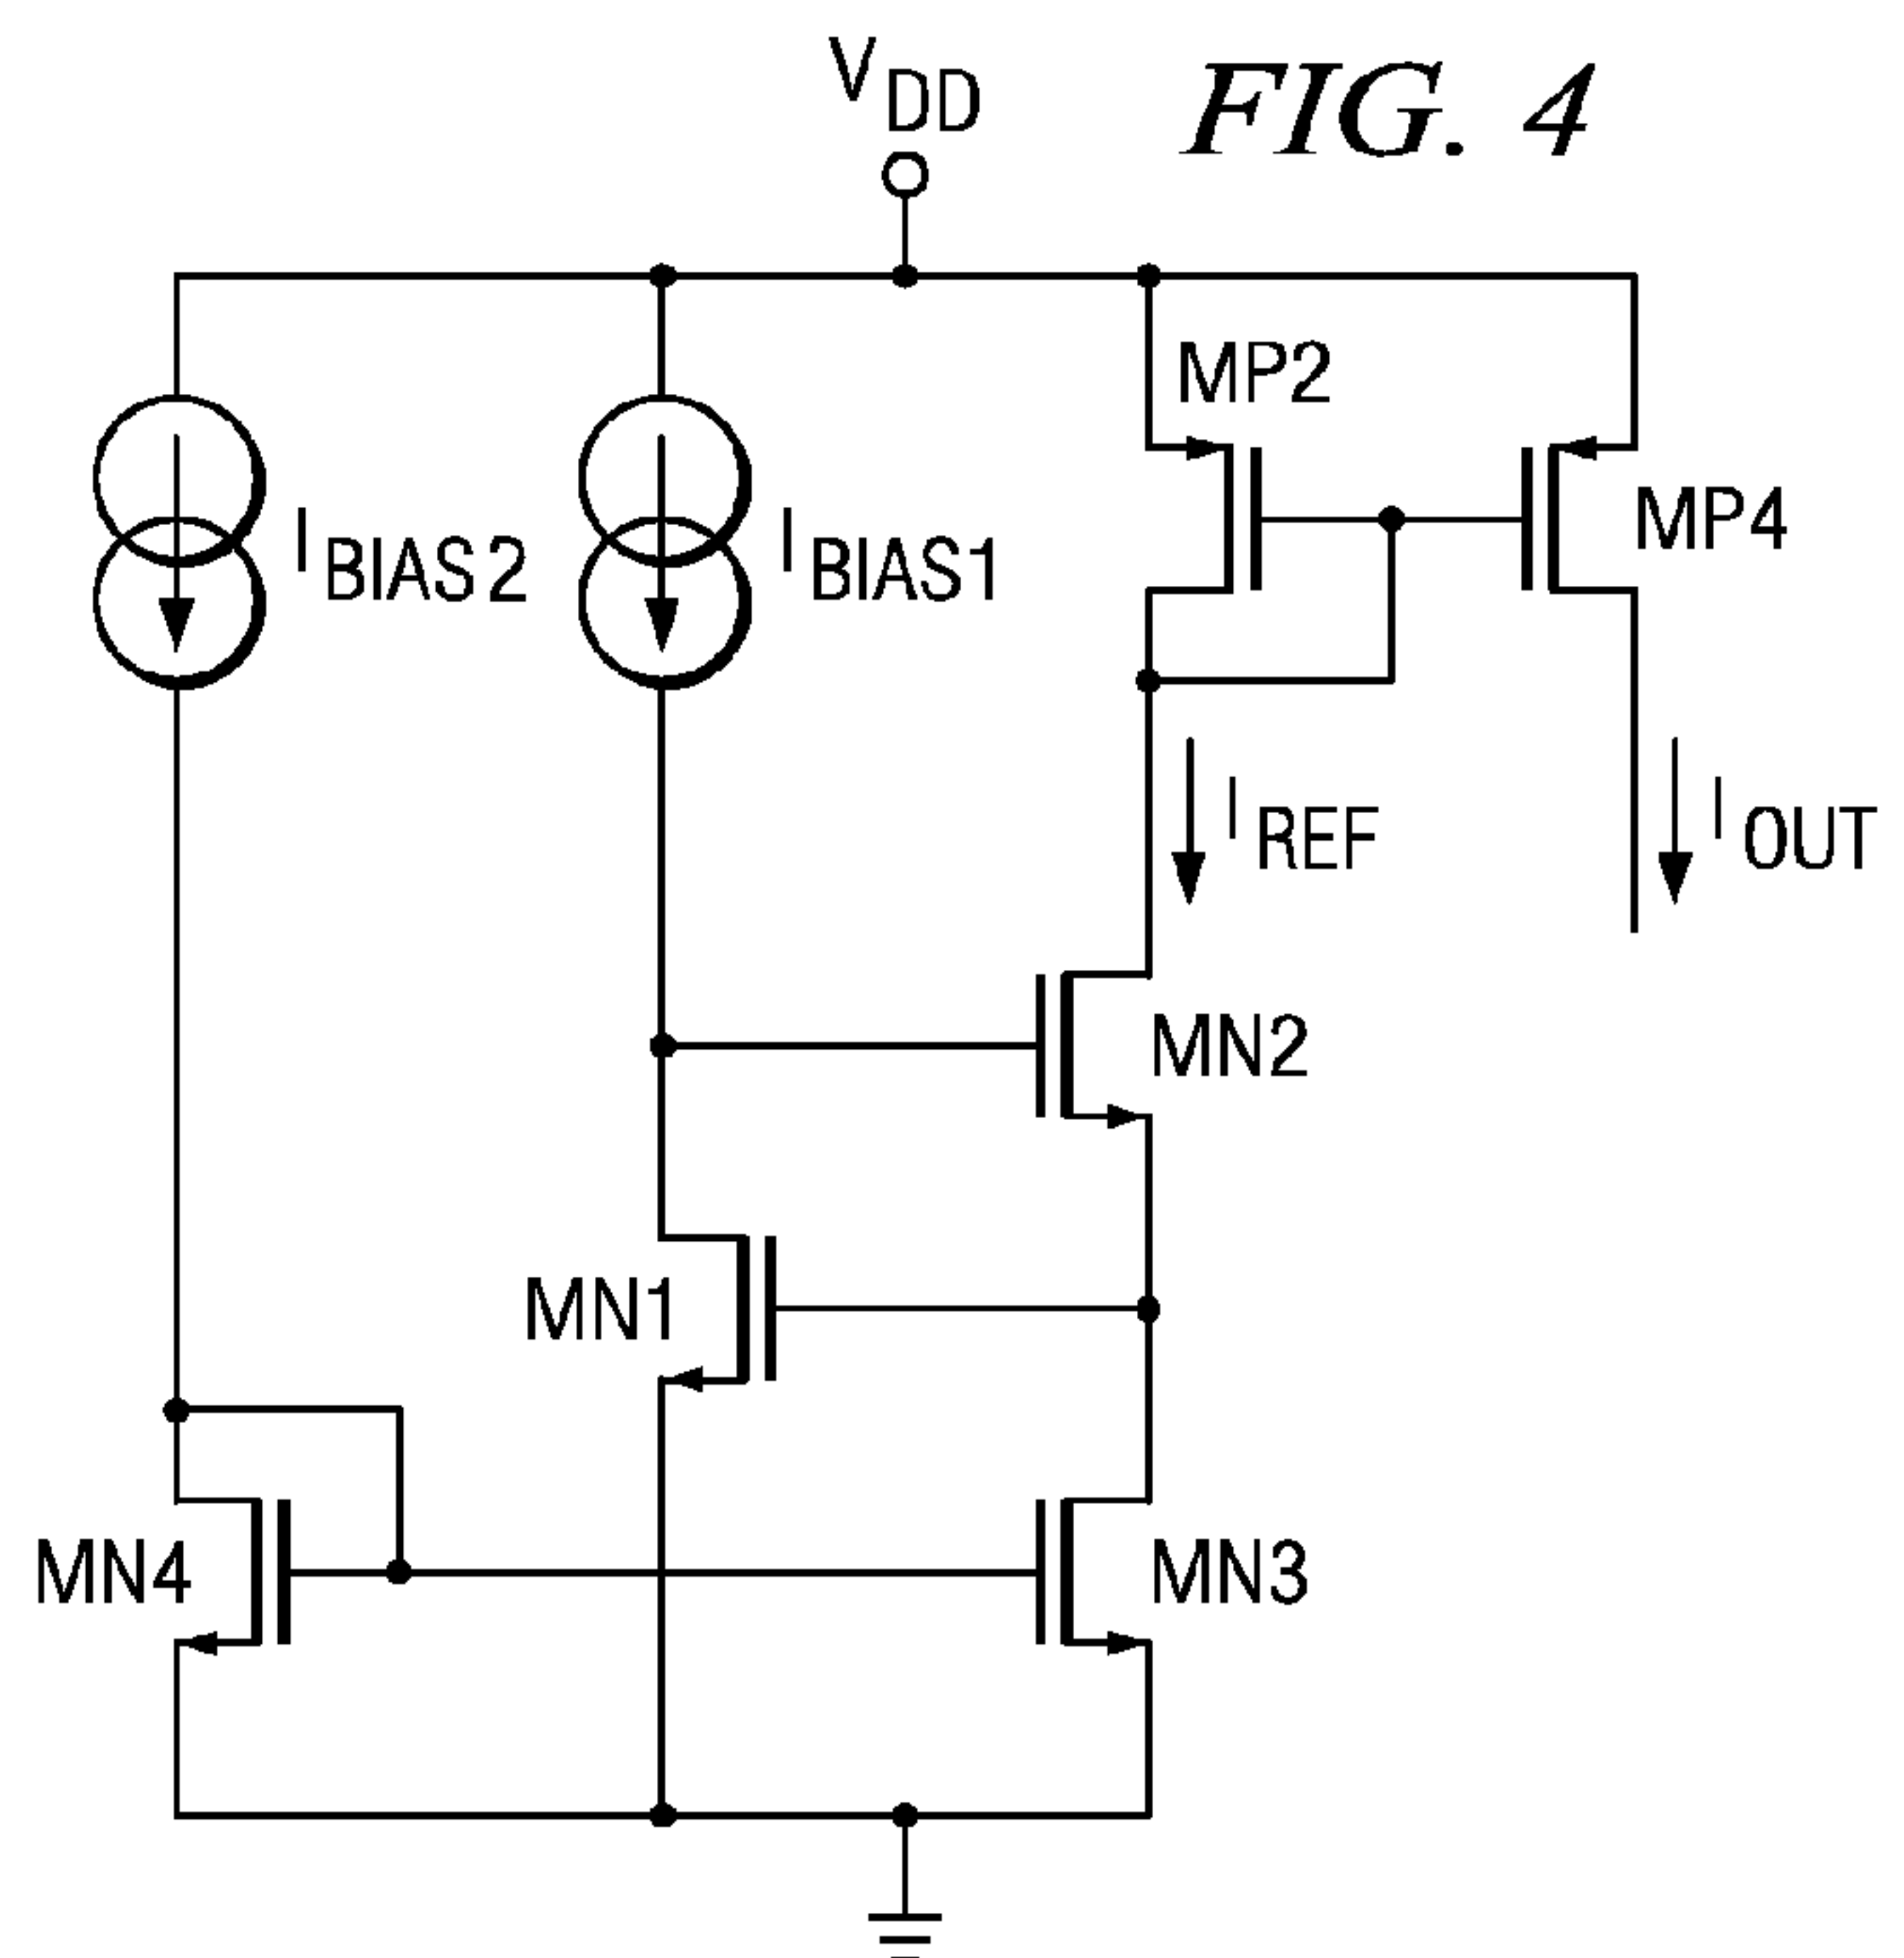 VDD
FIG. 4
MP2
MP4
IBIAS2
IBIAS1
IREF
IOUT
MN2
MN1
MN4
MN3